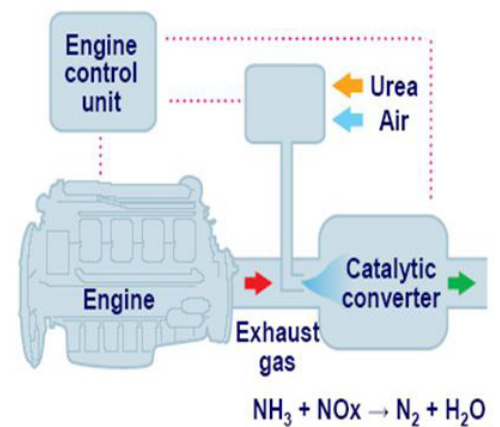 Engine
control
unit
Urea
Air
Engine
Exhaust
gas
Catalytic
converter
NH₃ + NOx → N₂ + H₂O